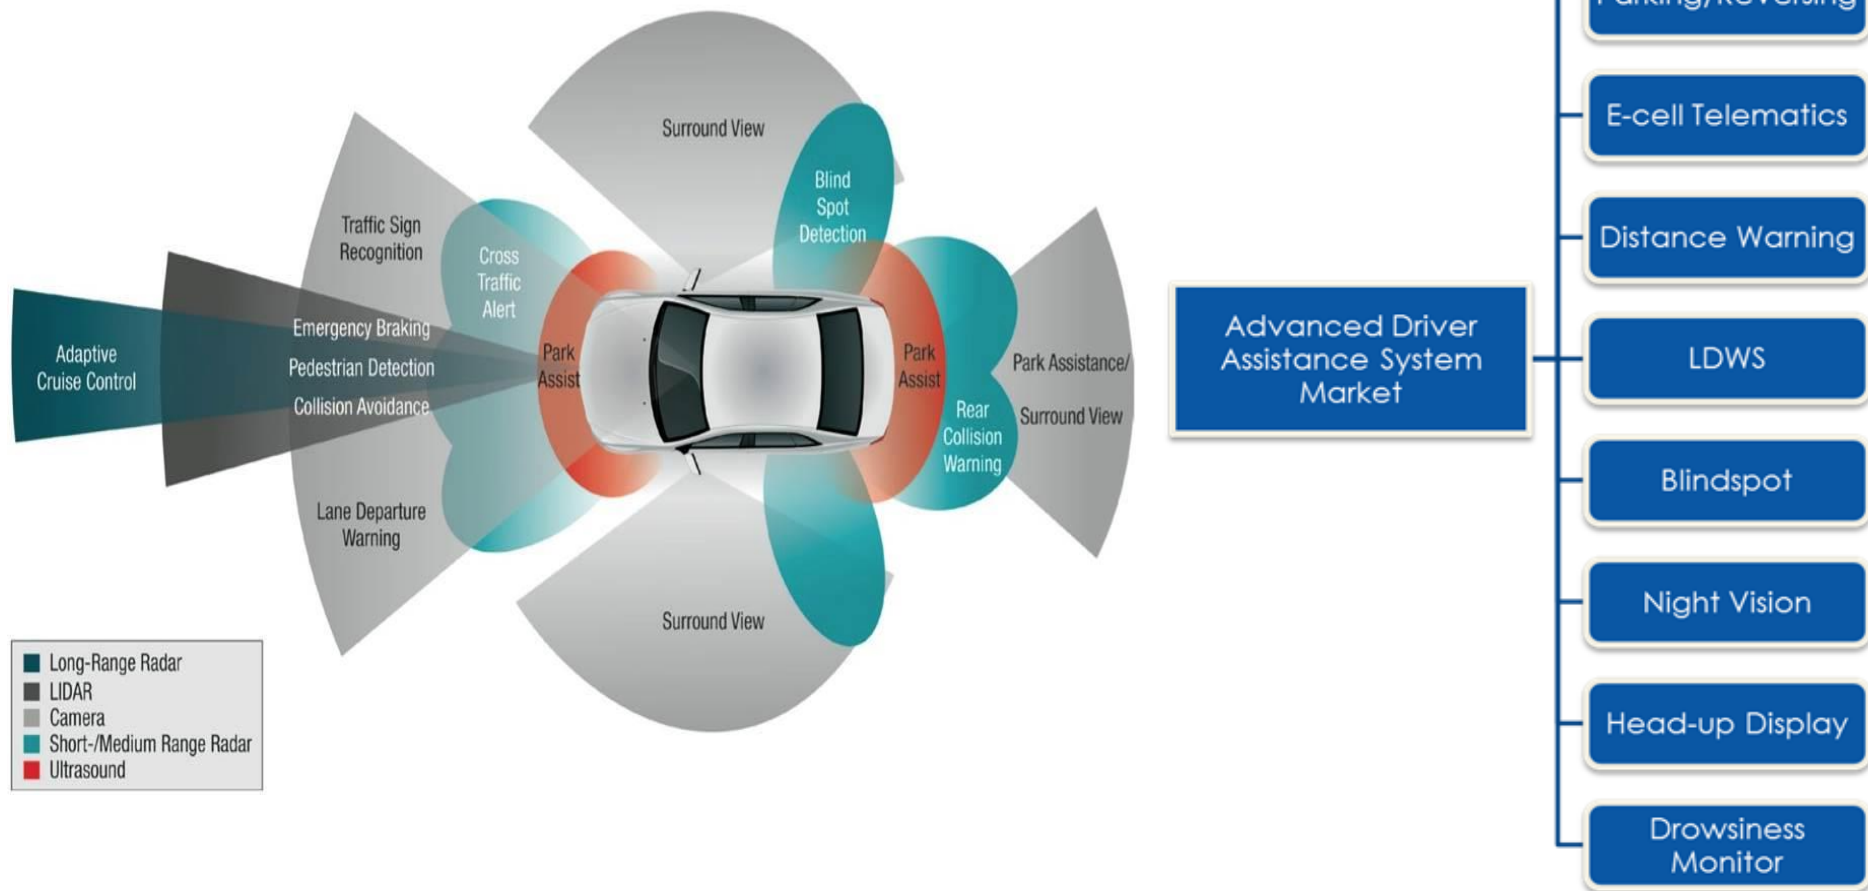 Surround View
Blind
Spot
Detection
Traffic Sign
Recognition
Cross
Traffic
Alert
Emergency Braking
Adaptive
Cruise Control
Pedestrian Detection
Collision Avoidance
Park
Assist
Park
Assist
Park Assistance/
Surround View
Rear
Collision
Warning
Lane Departure
Warning
Surround View
Long-Range Radar
LIDAR
Camera
Short-/Medium Range Radar
Ultrasound
Advanced Driver
Assistance System
Market
Parking/Reversing
E-cell Telematics
Distance Warning
LDWS
Blindspot
Night Vision
Head-up Display
Drowsiness
Monitor